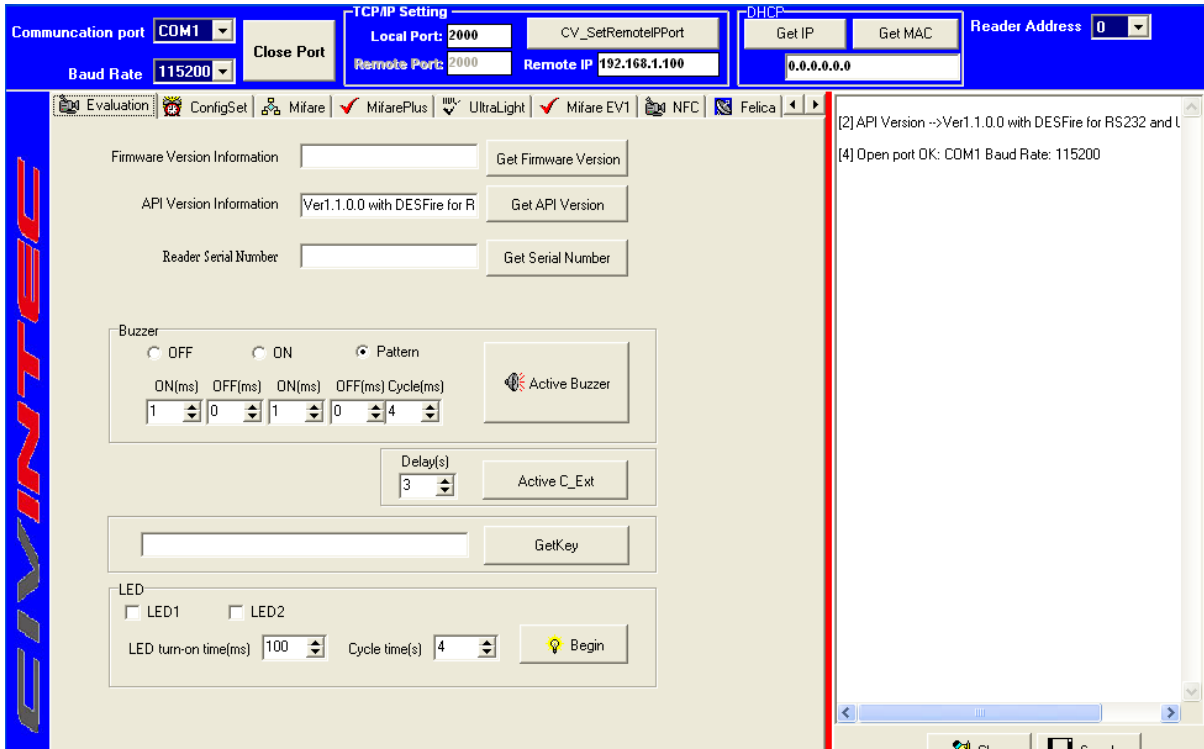 TCP/IP Setting
DHCP
Communcation port COM1
Close Port
Local Port: 2000
CV_SetRemoteIPPort
Get IP
Get MAC
Reader Address 0
Baud Rate 115200
Remote Port: 2000
Remote IP 192.168.1.100
0.0.0.0.0.0
Evaluation ConfigSet Mifare MifarePlus UltraLight Mifare EV1 NFC Felica
[2] API Version -->Ver1.1.0.0 with DESFire for RS232 and
[4] Open port OK: COM1 Baud Rate: 115200
Firmware Version Information
Get Firmware Version
API Version Information Ver1.1.0.0 with DESFire for R
Get API Version
Reader Serial Number
Get Serial Number
CIVINTEC
Buzzer
OFF ON Pattern
ON(ms) OFF(ms) ON(ms) OFF(ms) Cycle(ms)
1 0 1 0 4
Active Buzzer
Delay(s)
3
Active C_Ext
GetKey
LED
LED1 LED2
LED turn-on time(ms) 100 Cycle time(s) 4
Begin